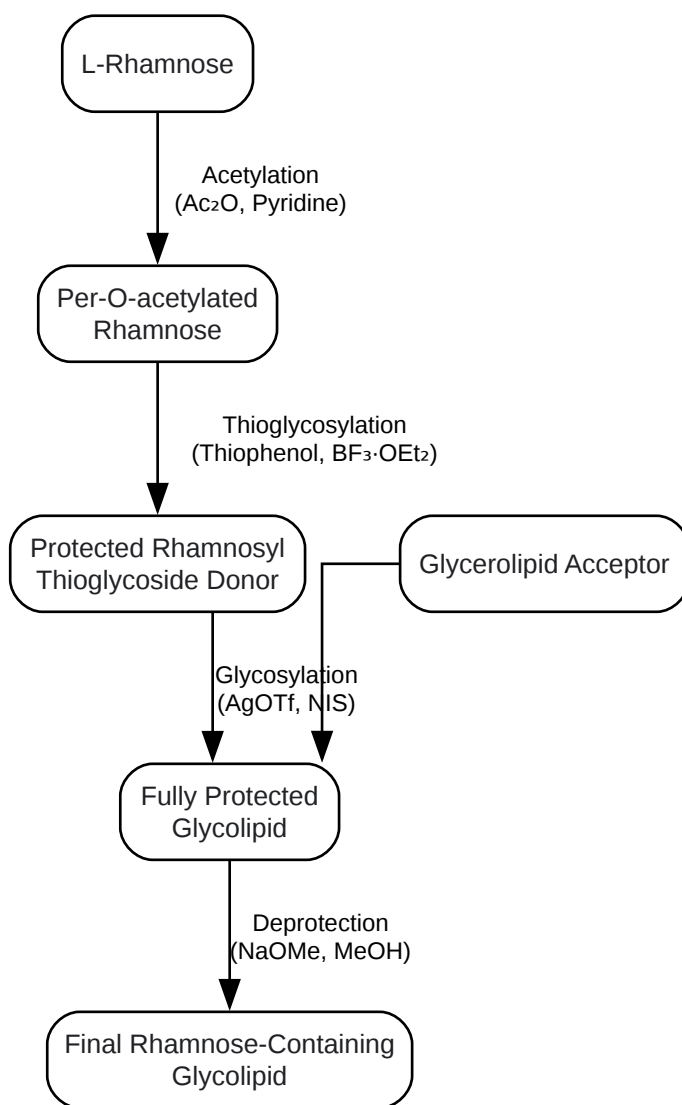 L-Rhamnose
Acetylation
(Ac₂O, Pyridine)
Per-O-acetylated
Rhamnose
Thioglycosylation
(Thiophenol, BF₃·OEt₂)
Protected Rhamnosyl
Thioglycoside Donor
Glycerolipid Acceptor
Glycosylation
(AgOTf, NIS)
Fully Protected
Glycolipid
Deprotection
(NaOMe, MeOH)
Final Rhamnose-Containing
Glycolipid